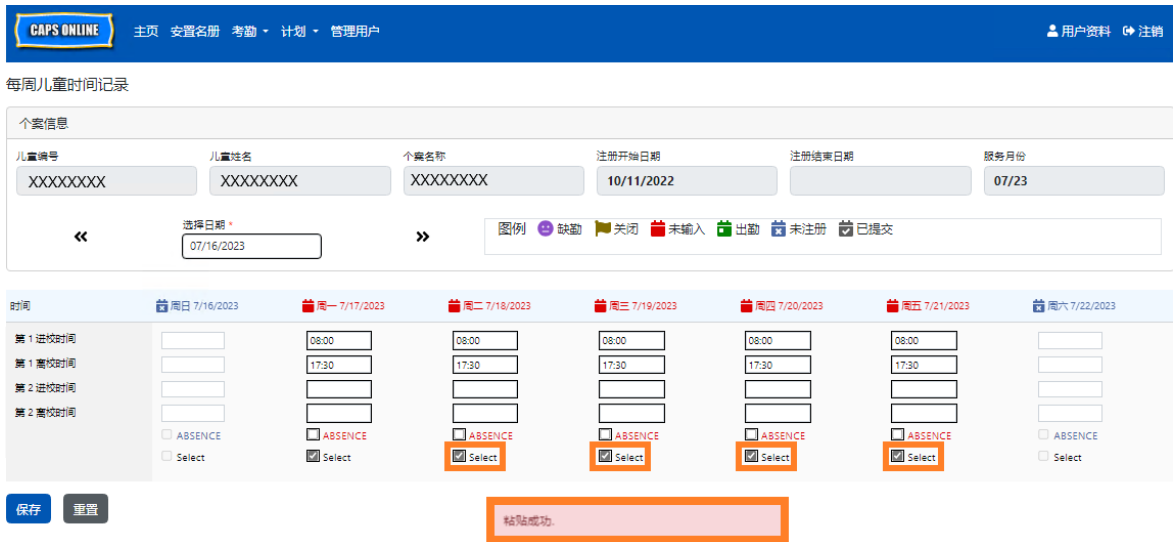 CAPS ONLINE 主页 安置名册 考勤 计划 管理用户 用户资料 注销
每周儿童时间记录
个案信息
儿童编号 儿童姓名 个案名称 注册开始日期 注册结束日期 服务月份
XXXXXXXX XXXXXXXX XXXXXXXX 10/11/2022 07/23
选择日期 *
« 07/16/2023 » 图例 缺勤 关闭 未输入 出勤 未注册 已提交
时间 周日 7/16/2023 周一 7/17/2023 周二 7/18/2023 周三 7/19/2023 周四 7/20/2023 周五 7/21/2023 周六 7/22/2023
第 1 进校时间 08:00 08:00 08:00 08:00 08:00
第 1 离校时间 17:30 17:30 17:30 17:30 17:30
第 2 进校时间
第 2 离校时间
ABSENCE ABSENCE ABSENCE ABSENCE ABSENCE ABSENCE ABSENCE
Select Select Select Select Select Select Select
保存 重置
粘贴成功.